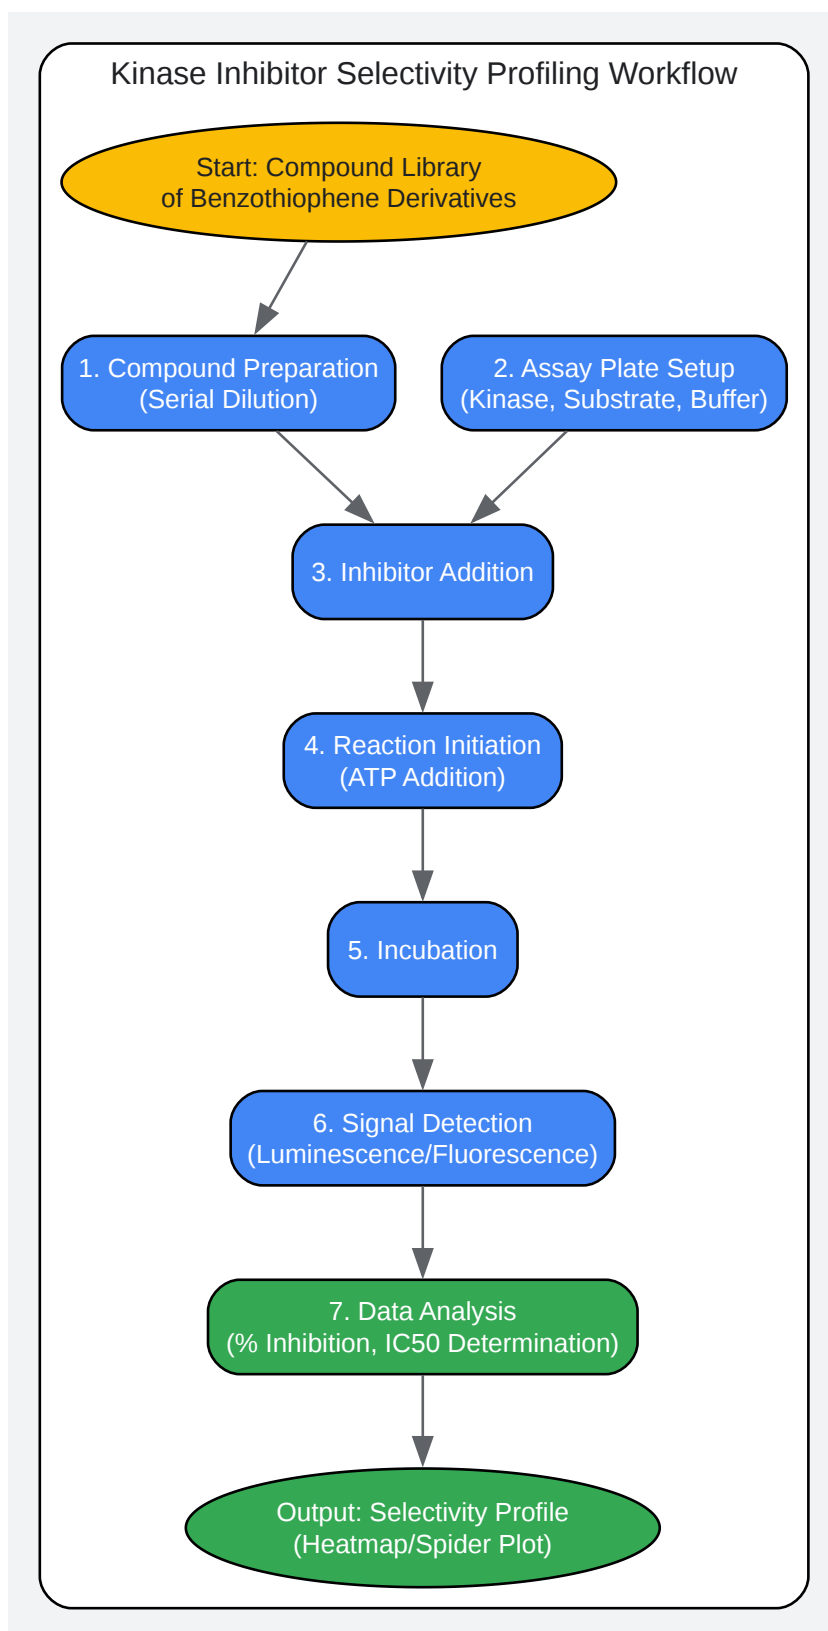 Kinase Inhibitor Selectivity Profiling Workflow
Start: Compound Library
of Benzothiophene Derivatives
1. Compound Preparation
(Serial Dilution)
2. Assay Plate Setup
(Kinase, Substrate, Buffer)
3. Inhibitor Addition
4. Reaction Initiation
(ATP Addition)
5. Incubation
6. Signal Detection
(Luminescence/Fluorescence)
7. Data Analysis
(% Inhibition, IC50 Determination)
Output: Selectivity Profile
(Heatmap/Spider Plot)